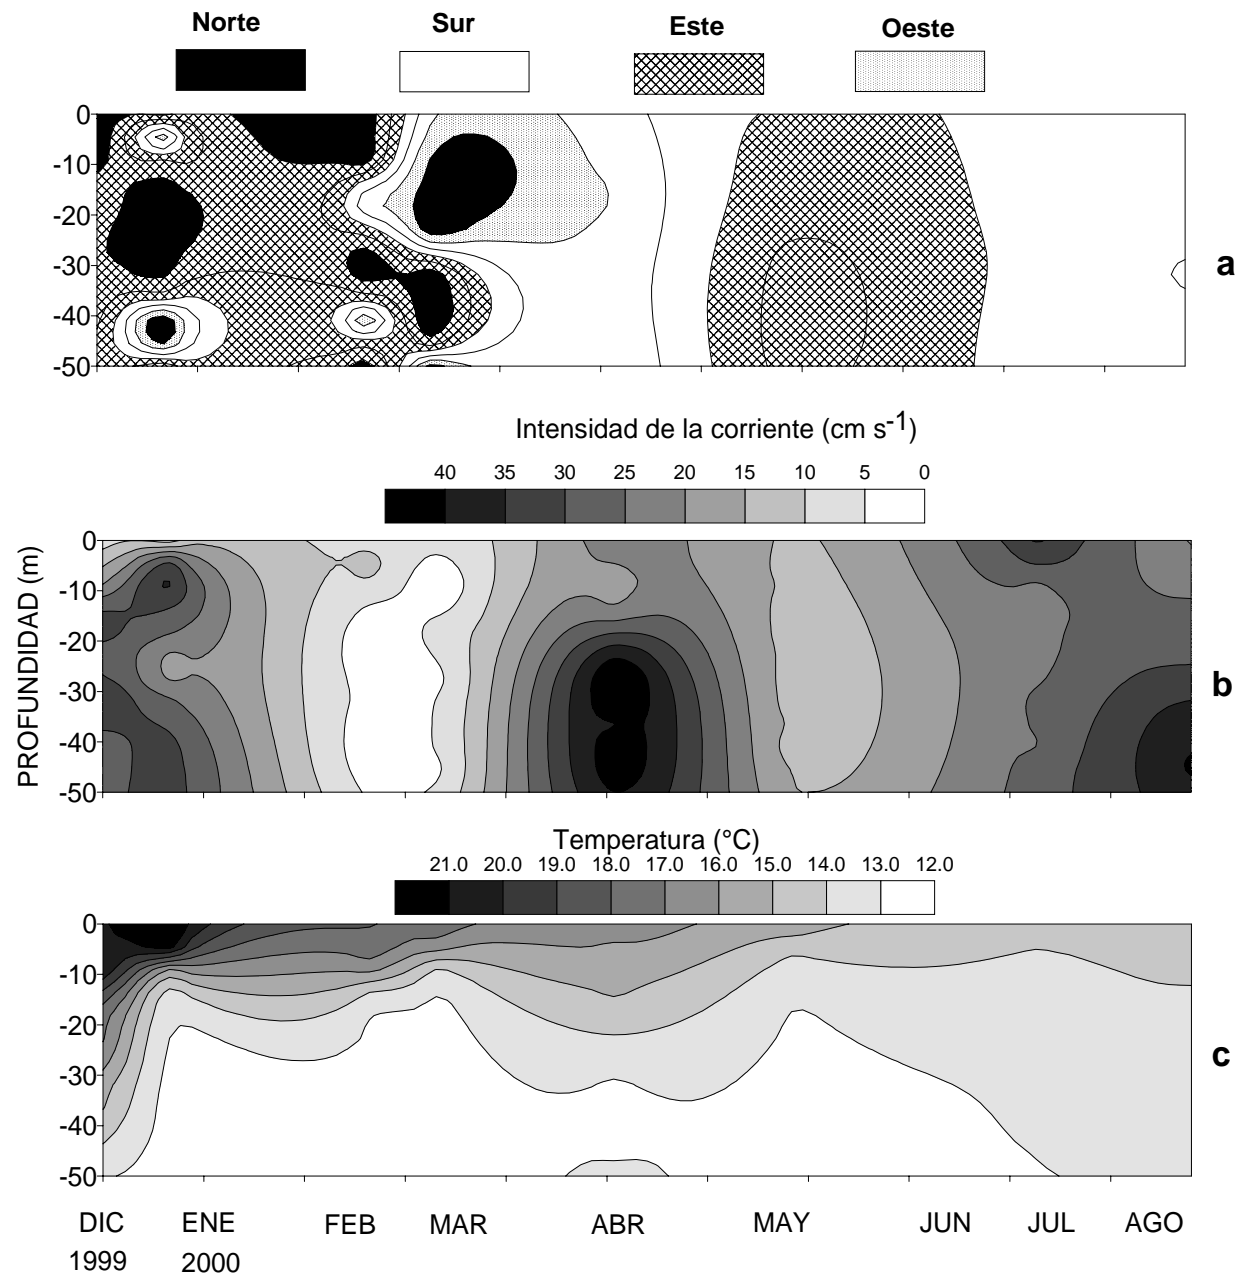 Norte Sur Este Oeste
0
-10
-20
-30
-40
-50
a
Intensidad de la corriente (cm s-1)
40 35 30 25 20 15 10 5 0
PROFUNDIDAD (m)
0
-10
-20
-30
-40
-50
b
Temperatura (°C)
21.0 20.0 19.0 18.0 17.0 16.0 15.0 14.0 13.0 12.0
0
-10
-20
-30
-40
-50
c
DIC ENE FEB MAR ABR MAY JUN JUL AGO
1999 2000